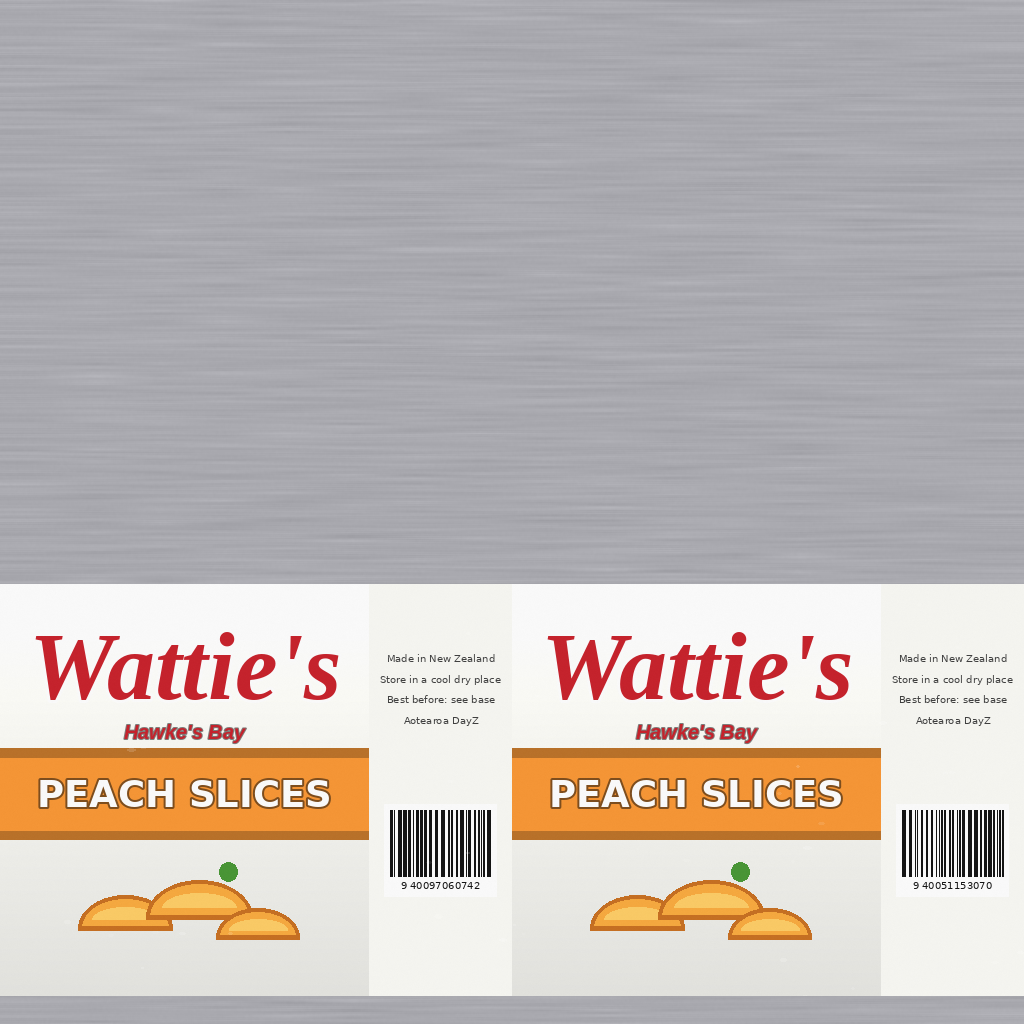 Wattie's
Hawke's Bay
PEACH SLICES
Made in New Zealand
Store in a cool dry place
Best before: see base
Aotearoa DayZ
9 40097060742
Wattie's
Hawke's Bay
PEACH SLICES
Made in New Zealand
Store in a cool dry place
Best before: see base
Aotearoa DayZ
9 40051153070